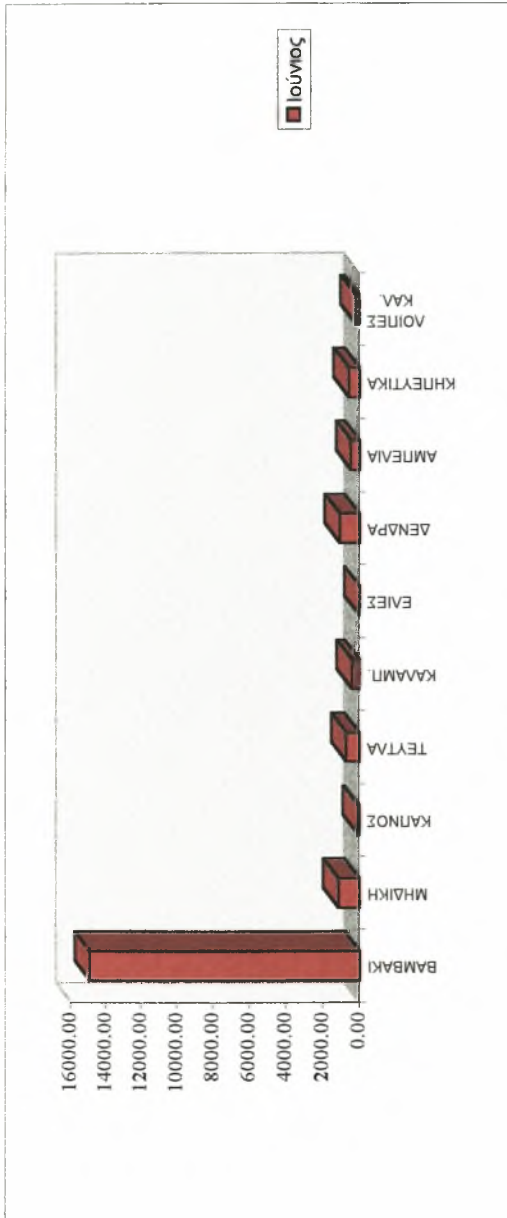 Ιούνιος
16000.00
14000.00
12000.00
10000.00
8000.00
6000.00
4000.00
2000.00
0.00
ΒΑΜΒΑΚΙ
ΜΗΔΙΚΗ
ΚΑΠΝΟΣ
ΤΕΥΤΛΑ
ΚΑΛΑΜΠ.
ΕΛΙΕΣ
ΔΕΝΔΡΑ
ΑΜΠΕΛΙΑ
ΚΗΠΕΥΤΙΚΑ
ΛΟΙΠΕΣ
ΚΑΛ.